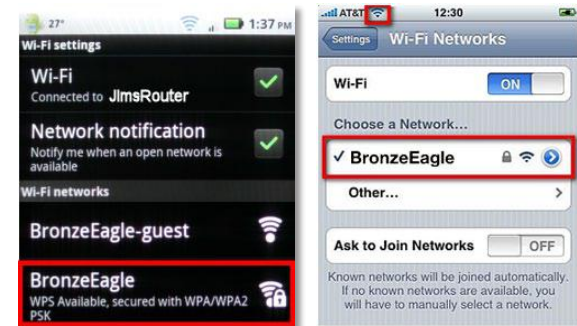 27°
1:37 PM
Wi-Fi settings
Wi-Fi
Connected to JimsRouter
Network notification
Notify me when an open network is
available
Wi-Fi networks
BronzeEagle-guest
BronzeEagle
WPS Available, secured with WPA/WPA2
PSK
AT&T
12:30
Settings
Wi-Fi Networks
Wi-Fi
ON
Choose a Network...
✓ BronzeEagle
Other...
Ask to Join Networks
OFF
Known networks will be joined automatically.
If no known networks are available, you
will have to manually select a network.